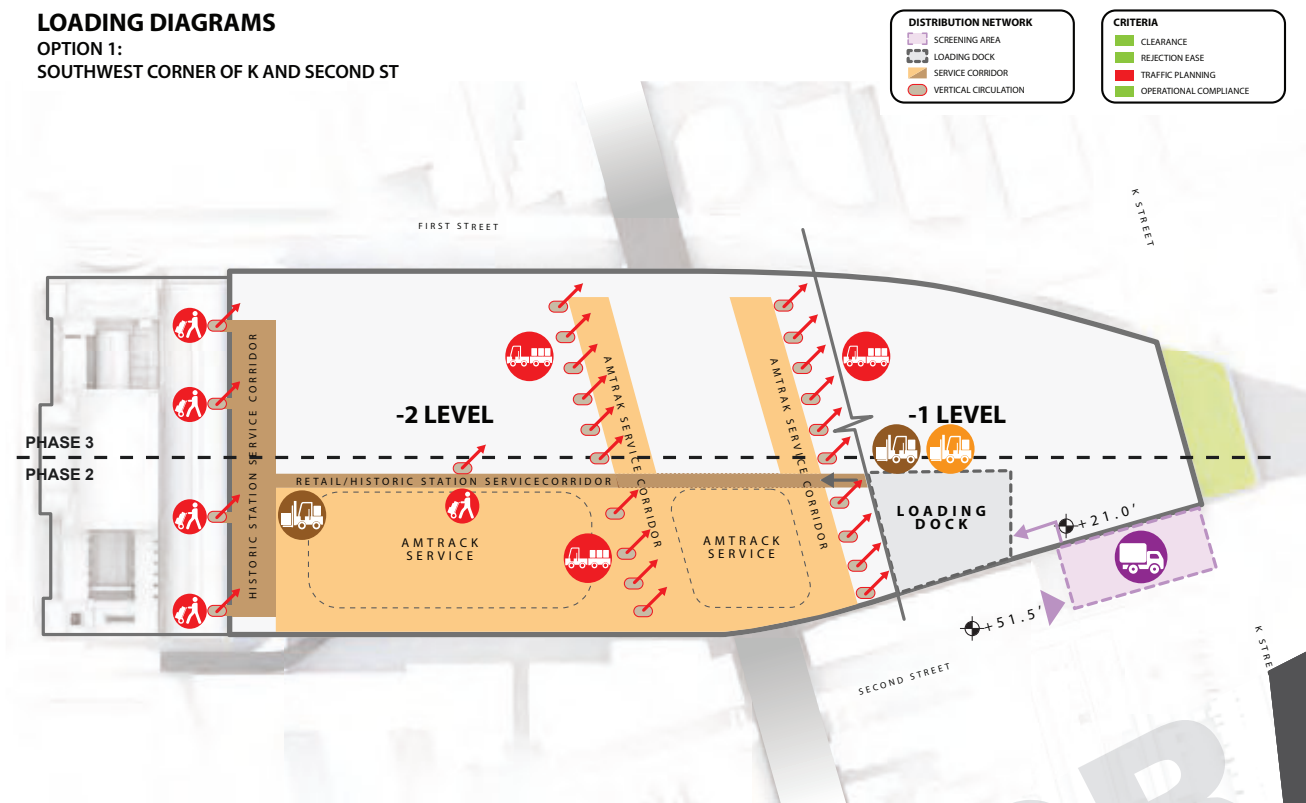 LOADING DIAGRAMS
OPTION 1:
SOUTHWEST CORNER OF K AND SECOND ST
DISTRIBUTION NETWORK
SCREENING AREA
LOADING DOCK
SERVICE CORRIDOR
VERTICAL CIRCULATION
CRITERIA
CLEARANCE
REJECTION EASE
TRAFFIC PLANNING
OPERATIONAL COMPLIANCE
K STREET
FIRST STREET
HISTORIC STATION SERVICE CORRIDOR
AMTRAK SERVICE CORRIDOR
AMTRAK SERVICE CORRIDOR
-2 LEVEL
-1 LEVEL
PHASE 3
PHASE 2
RETAIL/HISTORIC STATION SERVICECORRIDOR
LOADING
DOCK
AMTRACK
SERVICE
AMTRACK
SERVICE
+21.0'
+51.5'
SECOND STREET
K STREE